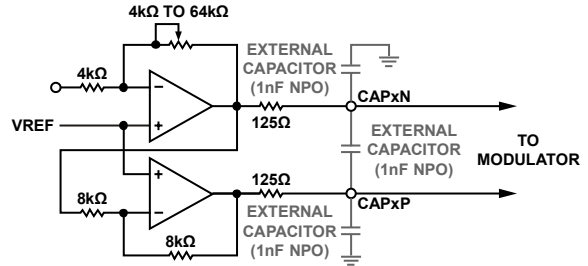 4kΩ TO 64kΩ
4kΩ
EXTERNAL
CAPACITOR
(1nF NPO)
CAPxN
VREF
125Ω
EXTERNAL
CAPACITOR
(1nF NPO)
TO
MODULATOR
125Ω
CAPxP
8kΩ
8kΩ
EXTERNAL
CAPACITOR
(1nF NPO)